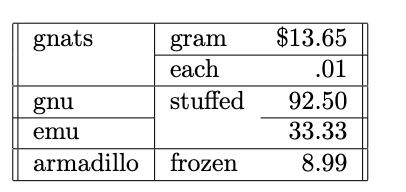 gnats gram $13.65
each .01
gnu stuffed 92.50
emu 33.33
armadillo frozen 8.99